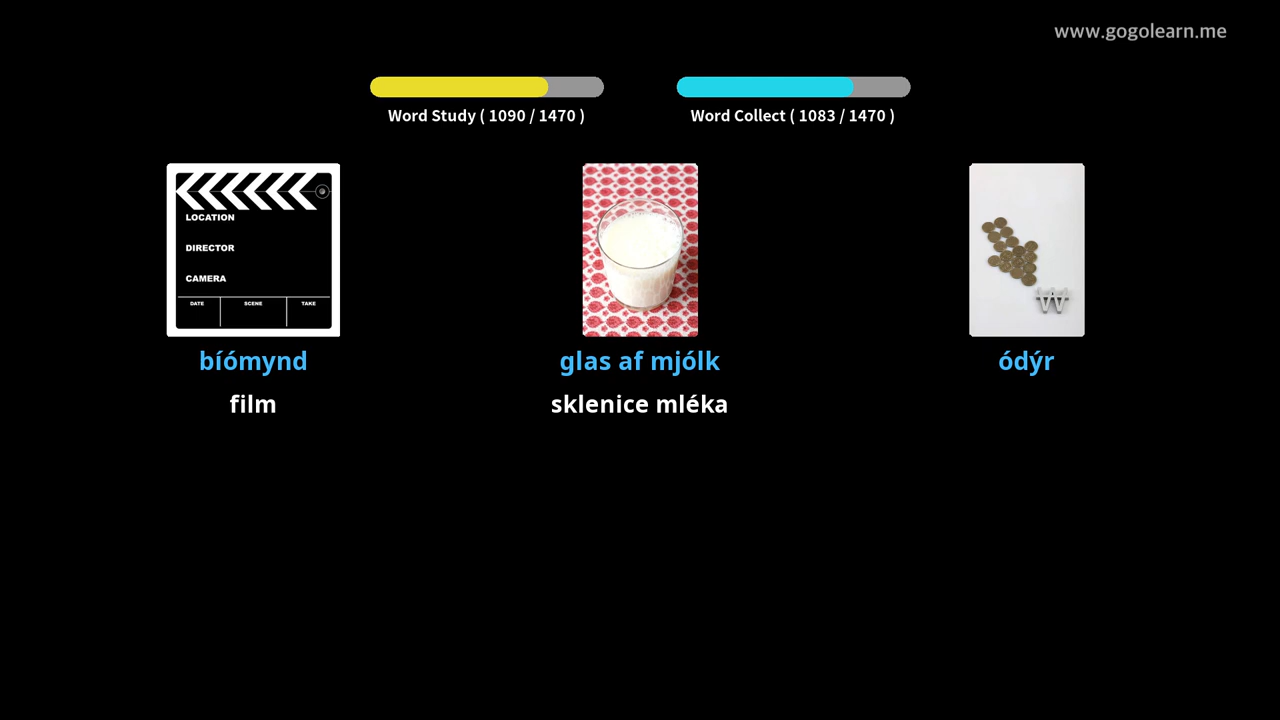 www.gogolearn.me
Word Study ( 1090 / 1470 )
Word Collect ( 1083 / 1470 )
LOCATION
DIRECTOR
CAMERA
DATE SCENE TAKE
₩
bíómynd
glas af mjólk
ódýr
film
sklenice mléka